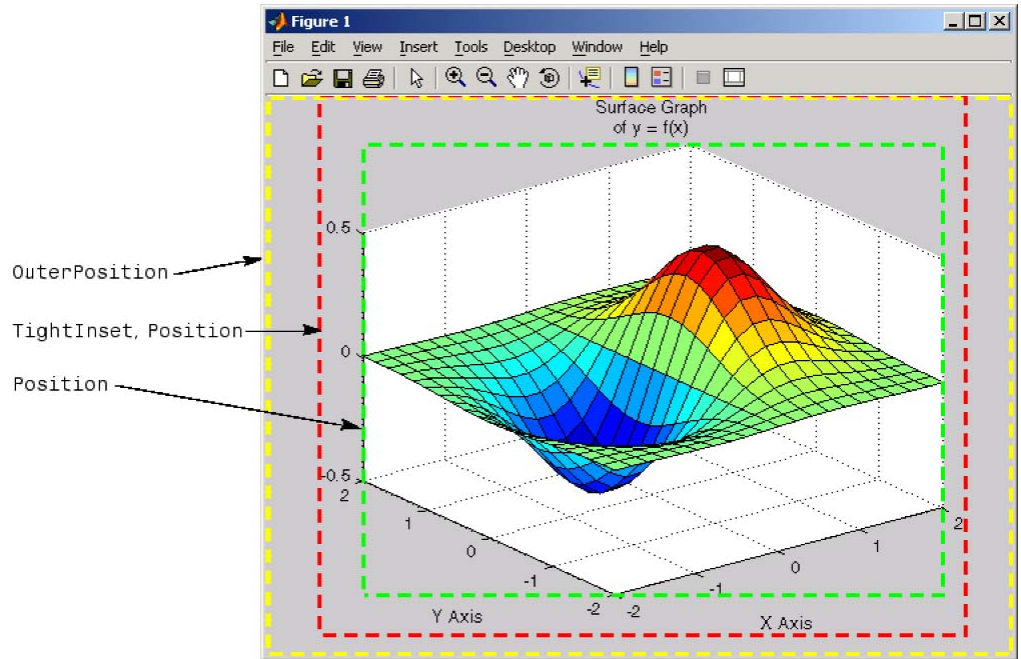 Figure 1
File Edit View Insert Tools Desktop Window Help
Surface Graph
of y = f(x)
0.5
OuterPosition
TightInset, Position
0
Position
-0.5
2
1
0
-1
-2
-2
-1
0
1
2
Y Axis
X Axis